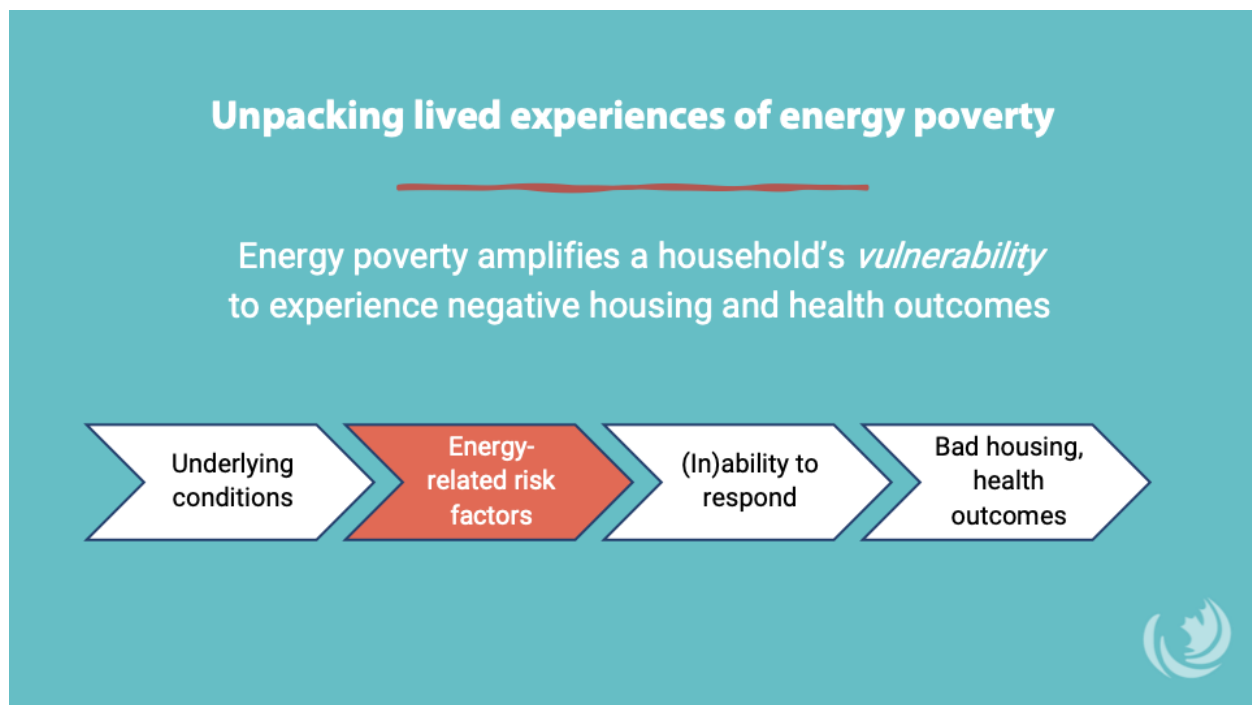 Unpacking lived experiences of energy poverty
Energy poverty amplifies a household’s vulnerability
to experience negative housing and health outcomes
Underlying
conditions
Energy-
related risk
factors
(In)ability to
respond
Bad housing,
health
outcomes